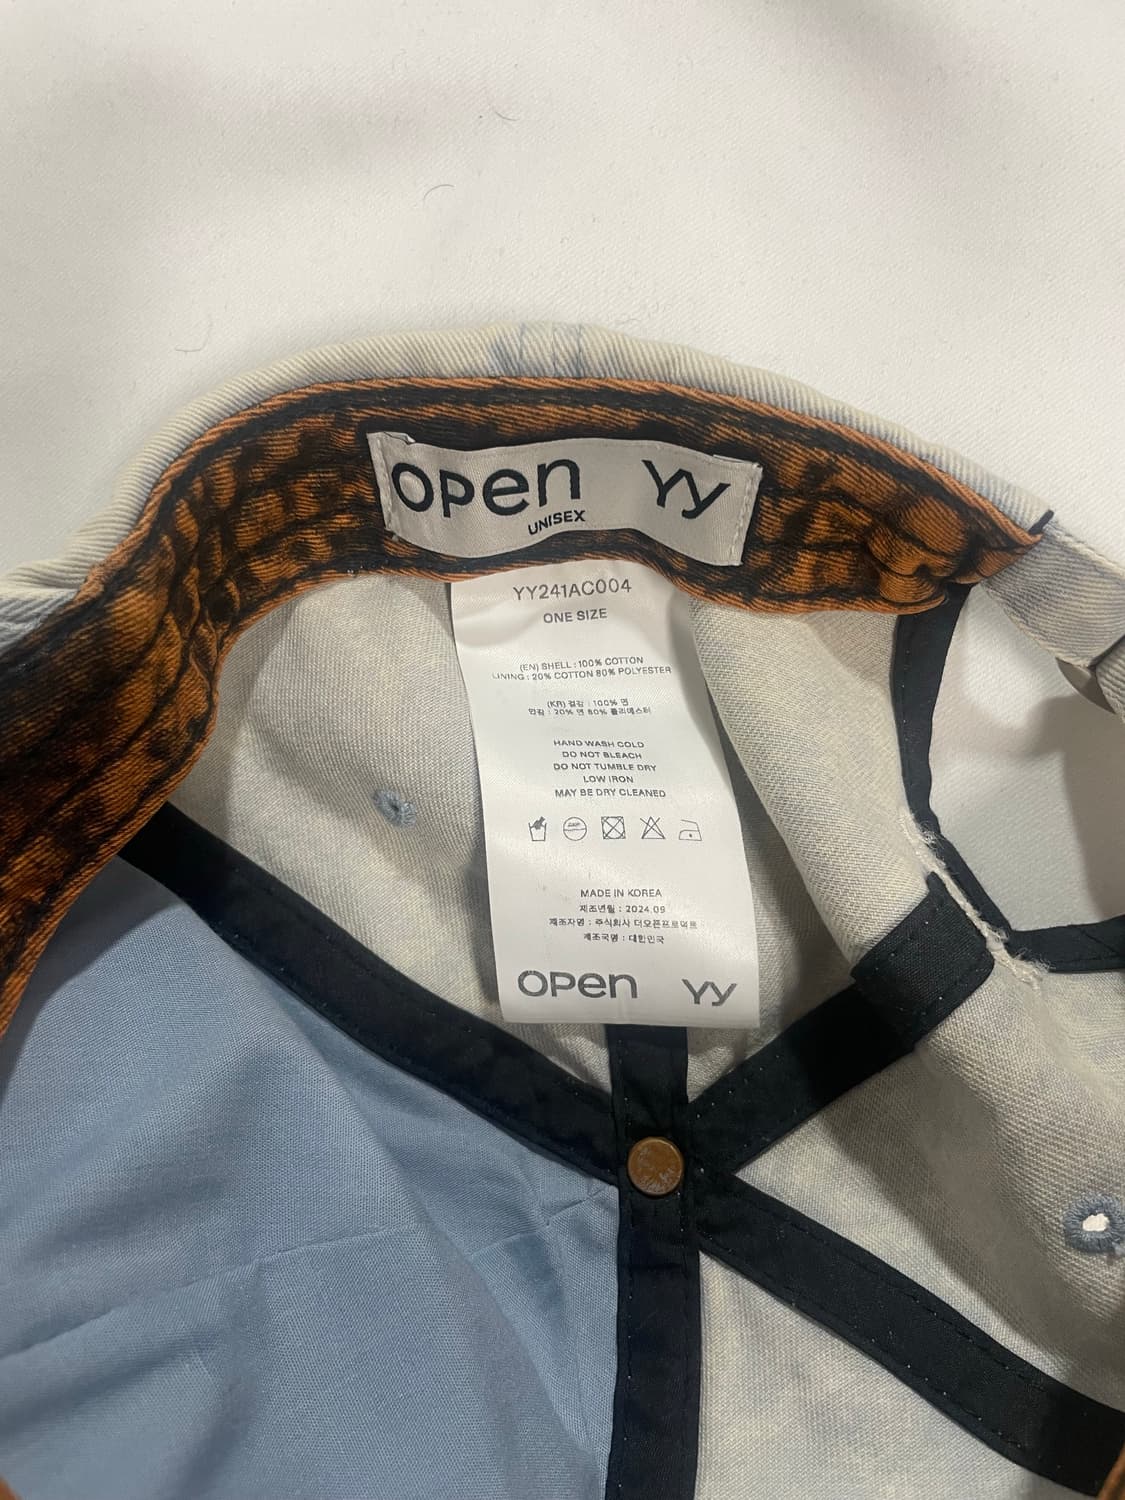 OPen YY
UNISEX
YY241AC004
ONE SIZE
(EN) SHELL : 100% COTTON
LINING : 20% COTTON 80% POLYESTER
(KR) 겉감 : 100% 면
안감 : 20% 면 80% 폴리에스터
HAND WASH COLD
DO NOT BLEACH
DO NOT TUMBLE DRY
LOW IRON
MAY BE DRY CLEANED
MADE IN KOREA
제조년월 : 2024.09
제조자명 : 주식회사 더오픈프로덕트
제조국명 : 대한민국
OPen YY